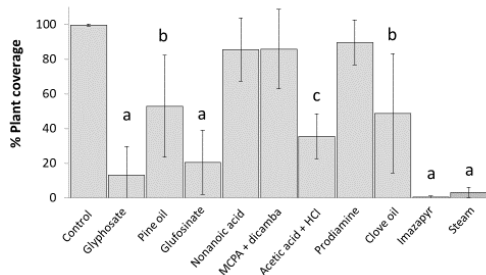 % Plant coverage
100
80
60
40
20
0
a
b
a
c
b
a
a
Control
Glyphosate
Pine oil
Glufosinate
Nonanoic acid
MCPA + dicamba
Acetic acid + HCl
Prodiamine
Clove oil
Imazapyr
Steam